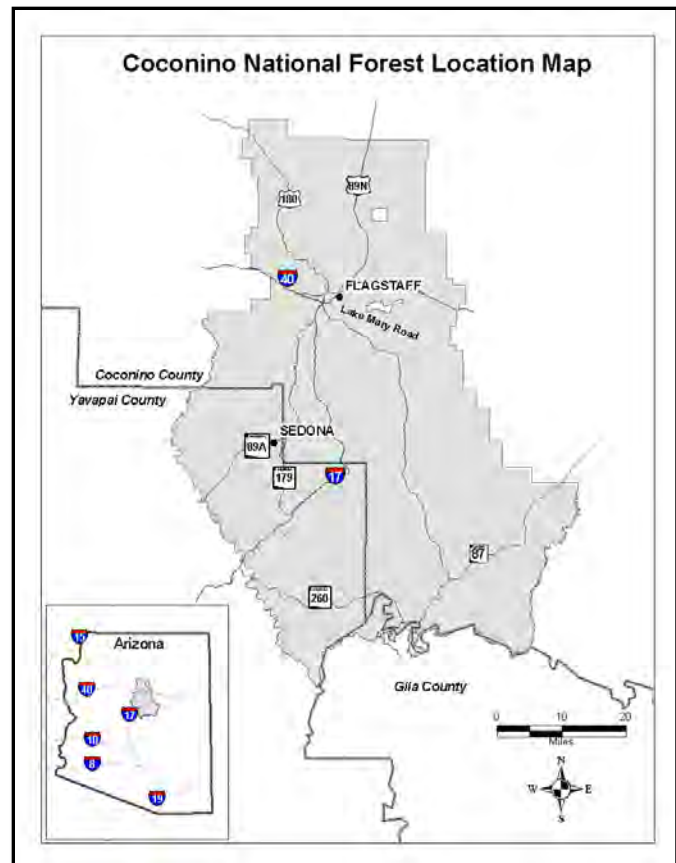 Coconino National Forest Location Map
180
89N
40
FLAGSTAFF
Lake Mary Road
Coconino County
Yavapai County
SEDONA
89A
179
17
87
260
Gila County
Arizona
15
40
17
10
8
19
0 10 20
Miles
N
W E
S